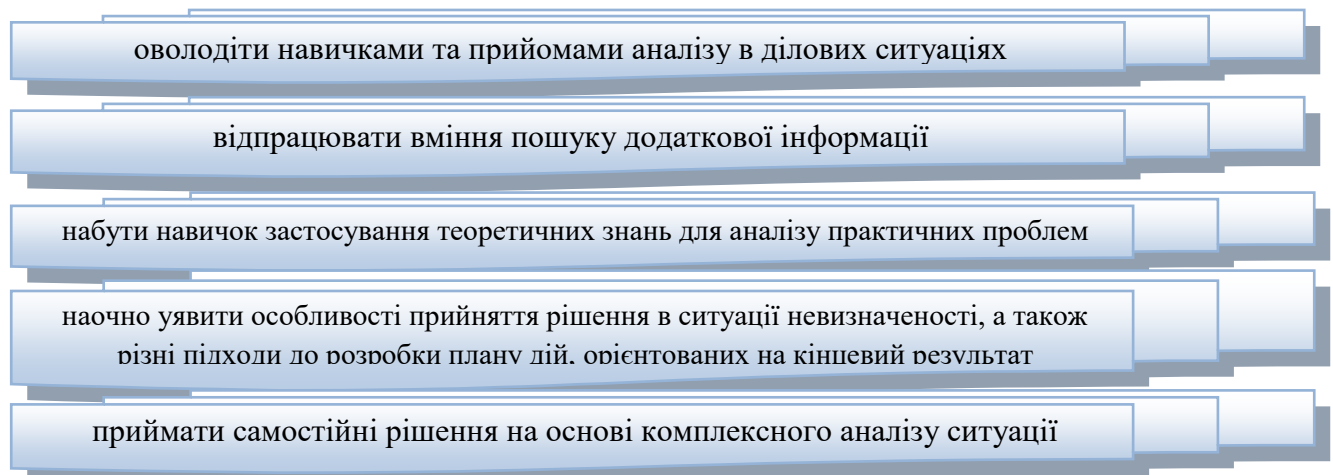 оволодіти навичками та прийомами аналізу в ділових ситуаціях
відпрацювати вміння пошуку додаткової інформації
набути навичок застосування теоретичних знань для аналізу практичних проблем
наочно уявити особливості прийняття рішення в ситуації невизначеності, а також
різні підходи до розробки плану дій, орієнтованих на кінцевий результат
приймати самостійні рішення на основі комплексного аналізу ситуації